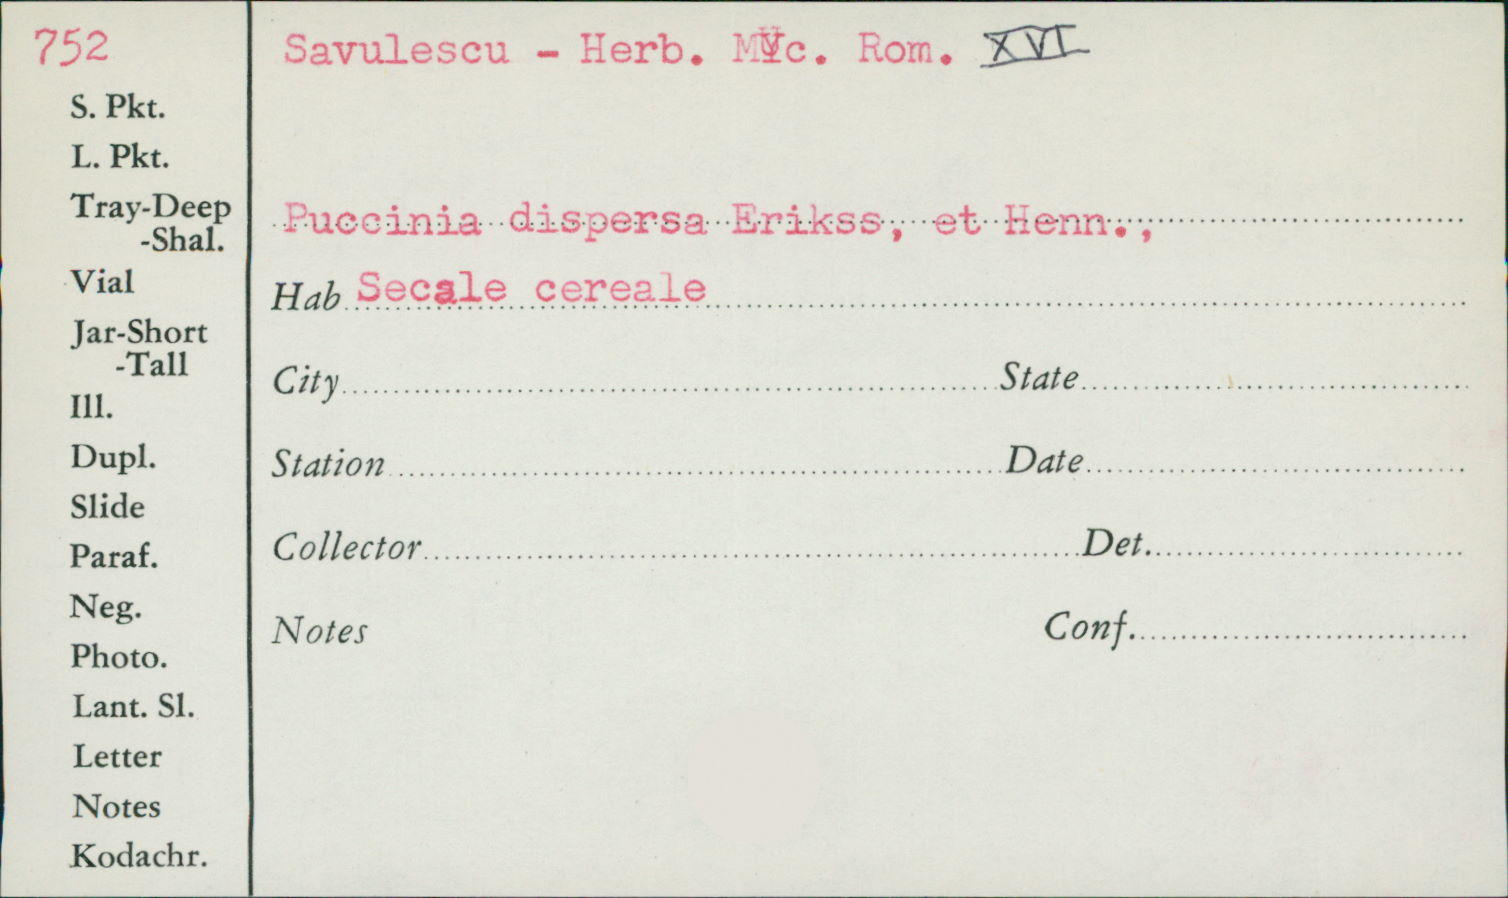 752
Savulescu - Herb. Myc. Rom. XVI
S. Pkt.
L. Pkt.
Tray-Deep
-Shal.
Vial
Jar-Short
-Tall
Ill.
Dupl.
Slide
Paraf.
Neg.
Photo.
Lant. Sl.
Letter
Notes
Kodachr.
Puccinia dispersa Erikss, et Henn.,
Hab Secale cereale
City State
Station Date
Collector Det.
Notes Conf.